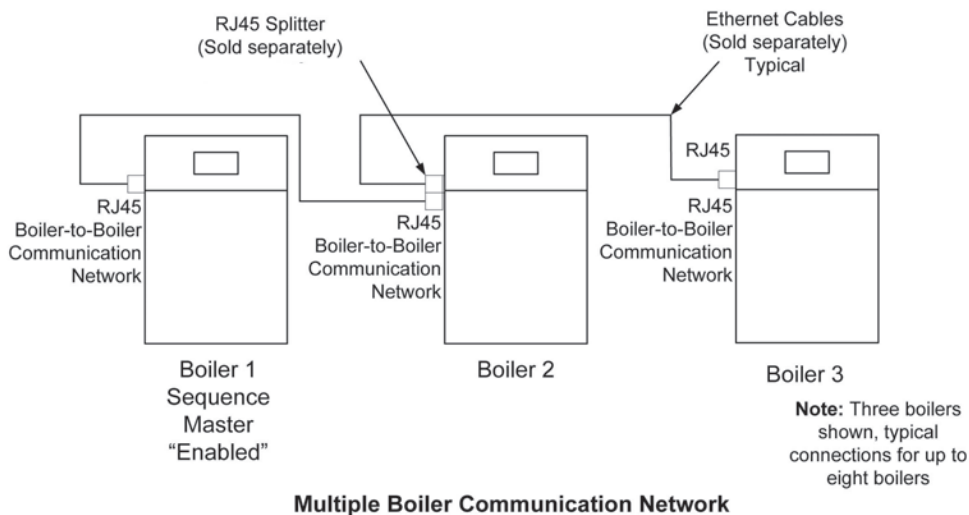 RJ45 Splitter
(Sold separately)
Ethernet Cables
(Sold separately)
Typical
RJ45
Boiler-to-Boiler
Communication
Network
RJ45
Boiler-to-Boiler
Communication
Network
RJ45
RJ45
Boiler-to-Boiler
Communication
Network
Boiler 1
Sequence
Master
“Enabled”
Boiler 2
Boiler 3
Note: Three boilers
shown, typical
connections for up to
eight boilers
Multiple Boiler Communication Network